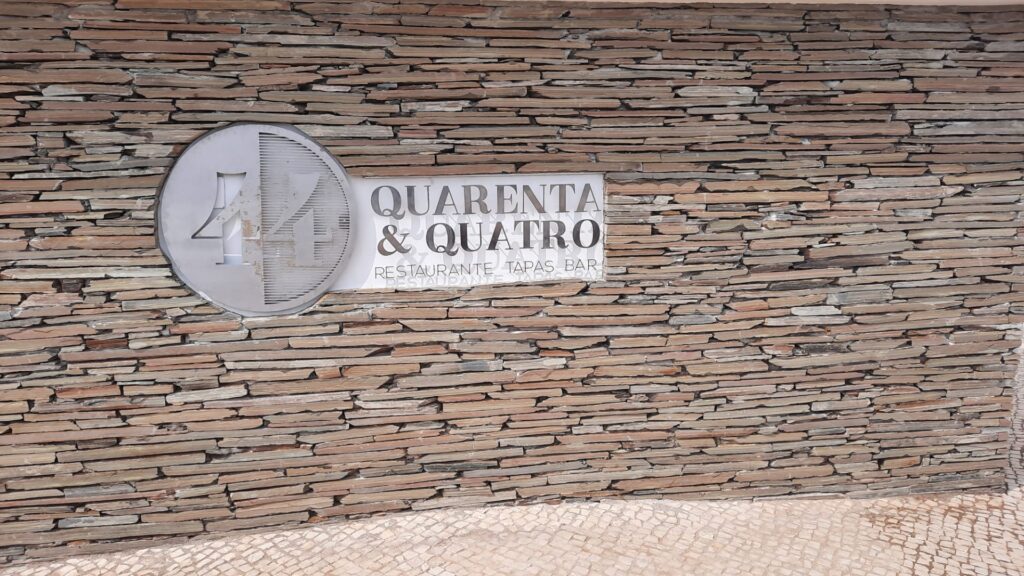 44
QUARENTA
& QUATRO
RESTAURANTE TAPAS BAR